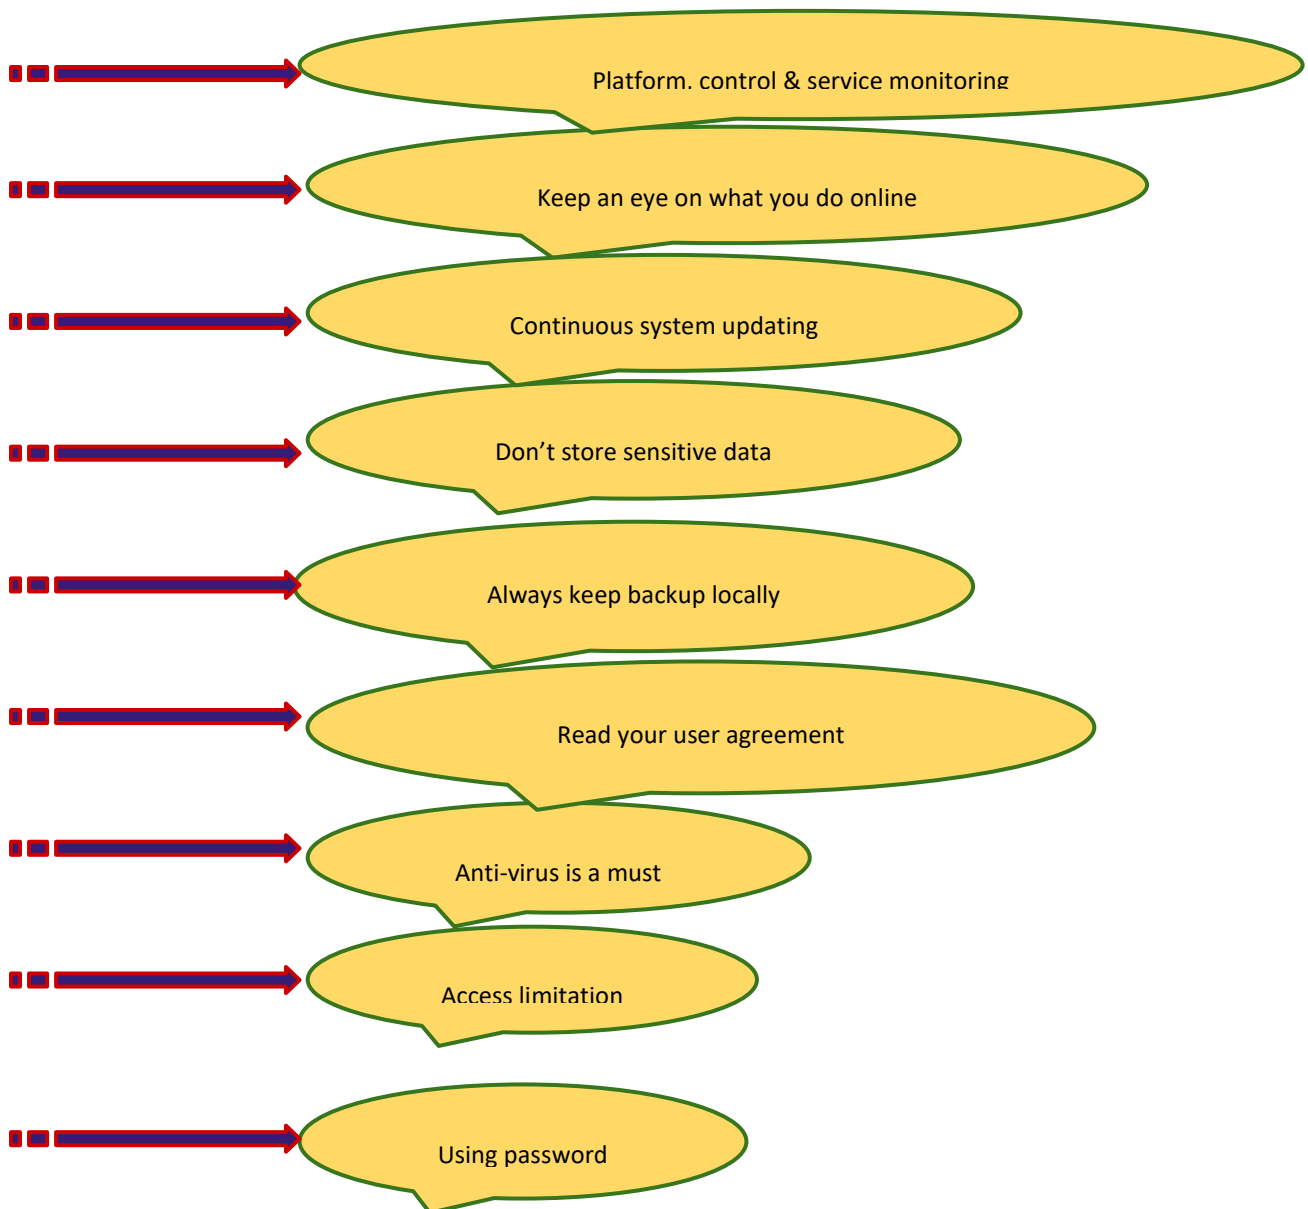 Platform, control & service monitoring
Keep an eye on what you do online
Continuous system updating
Don’t store sensitive data
Always keep backup locally
Read your user agreement
Anti-virus is a must
Access limitation
Using password